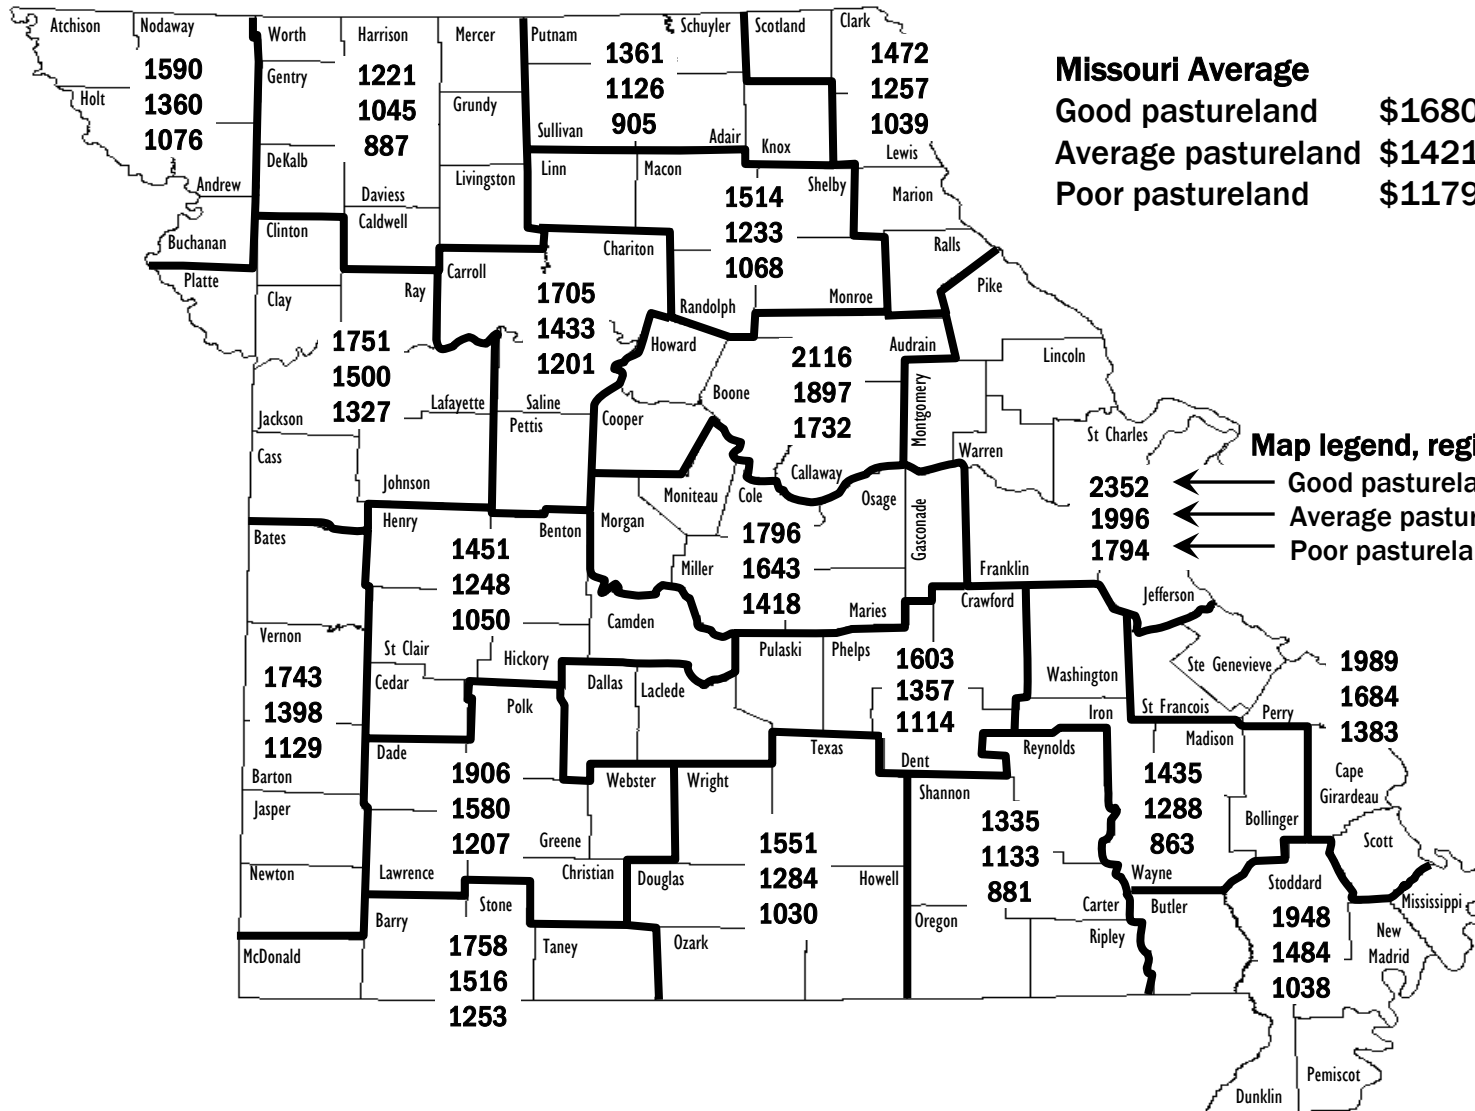 Atchison
Nodaway
Worth
Harrison
Mercer
Putnam
Schuyler
Scotland
Clark
1590
1360
1076
Holt
Gentry
1221
1045
887
Grundy
1361
1126
905
Sullivan
Adair
Knox
1472
1257
1039
Lewis
Missouri Average
Good pastureland $1680
Average pastureland $1421
Poor pastureland $1179
Andrew
DeKalb
Daviess
Livingston
Linn
Macon
Shelby
Marion
1514
1233
1068
Buchanan
Clinton
Caldwell
Chariton
Ralls
Platte
Clay
Ray
Carroll
1705
1433
1201
Randolph
Monroe
Pike
1751
1500
1327
Howard
2116
1897
1732
Audrain
Lincoln
Boone
Montgomery
Jackson
Lafayette
Saline
Pettis
Cooper
Callaway
Warren
St Charles
Cass
Johnson
Map legend, regi
2352
Good pasturela
1996
Average pastur
1794
Poor pasturela
Moniteau
Cole
Osage
Gasconade
Bates
Henry
Benton
Morgan
1451
1248
1050
1796
1643
1418
Miller
Maries
Franklin
Crawford
Jefferson
Vernon
St Clair
Hickory
Camden
Pulaski
Phelps
Washington
Ste Genevieve
1743
1398
1129
Cedar
Polk
Dallas
Laclede
1603
1357
1114
1989
1684
1383
St Francois
Perry
Iron
Madison
Reynolds
Texas
Dent
Barton
Dade
1906
1580
1207
Webster
Wright
Shannon
1435
1288
863
Cape
Girardeau
Jasper
Greene
1551
1284
1030
1335
1133
881
Bollinger
Scott
Newton
Lawrence
Christian
Douglas
Howell
Wayne
Stoddard
Carter
Butler
Mississippi
Barry
Stone
Oregon
Ripley
1948
1484
1038
New
Madrid
McDonald
1758
1516
1253
Taney
Ozark
Pemiscot
Dunklin